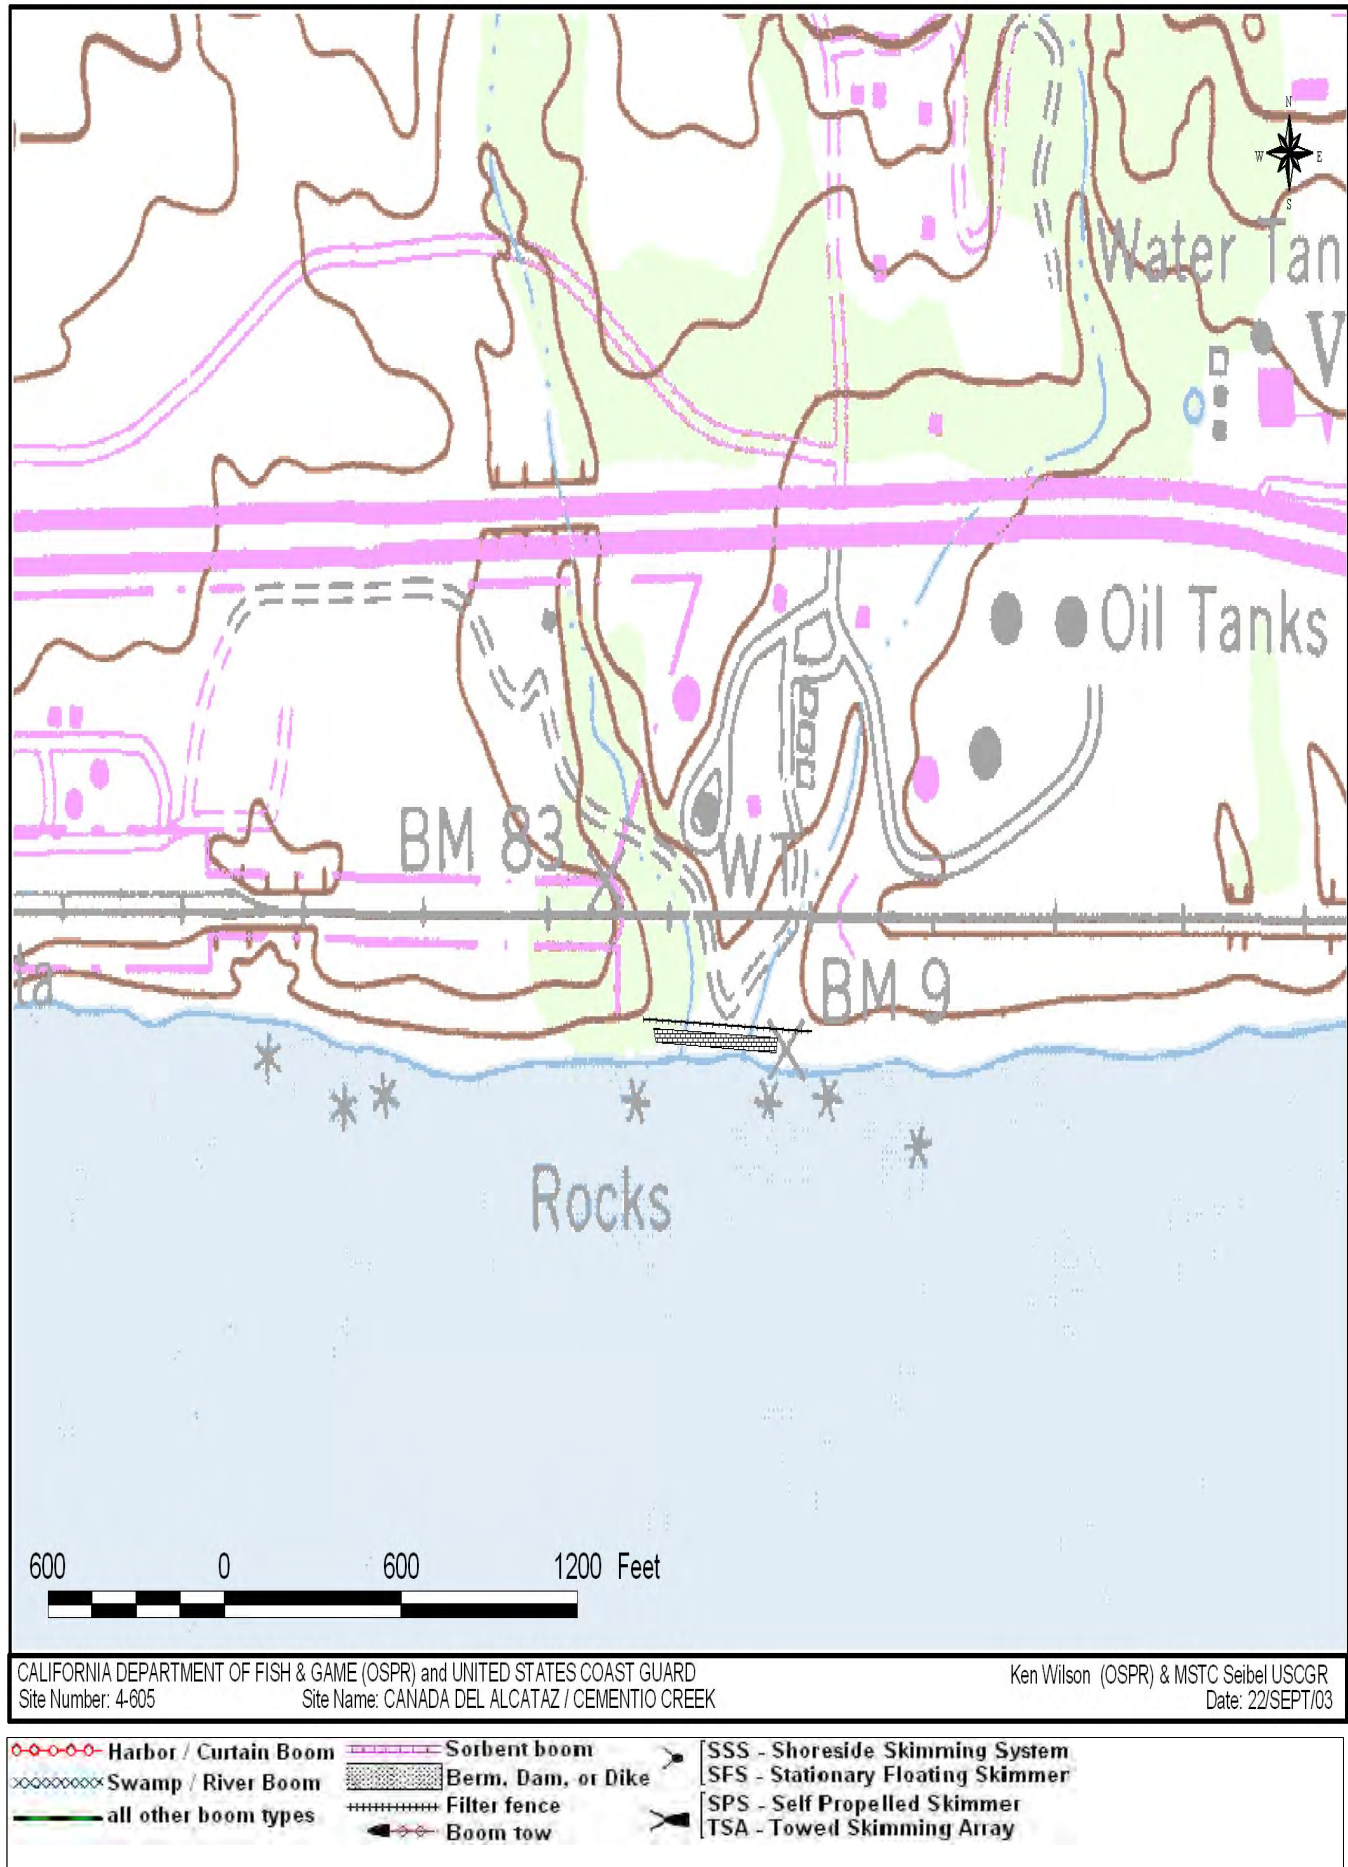 N
W E
S
Water Tan
V
Oil Tanks
BM 83
WT
BM 9
ta
Rocks
600 0 600 1200 Feet
CALIFORNIA DEPARTMENT OF FISH & GAME (OSPR) and UNITED STATES COAST GUARD
Ken Wilson (OSPR) & MSTC Seibel USCGR
Site Number: 4-605 Site Name: CANADA DEL ALCATAZ / CEMENTIO CREEK
Date: 22/SEPT/03
Harbor / Curtain Boom
Swamp / River Boom
all other boom types
Sorbent boom
Berm, Dam, or Dike
Filter fence
Boom tow
SSS - Shoreside Skimming System
SFS - Stationary Floating Skimmer
SPS - Self Propelled Skimmer
TSA - Towed Skimming Array